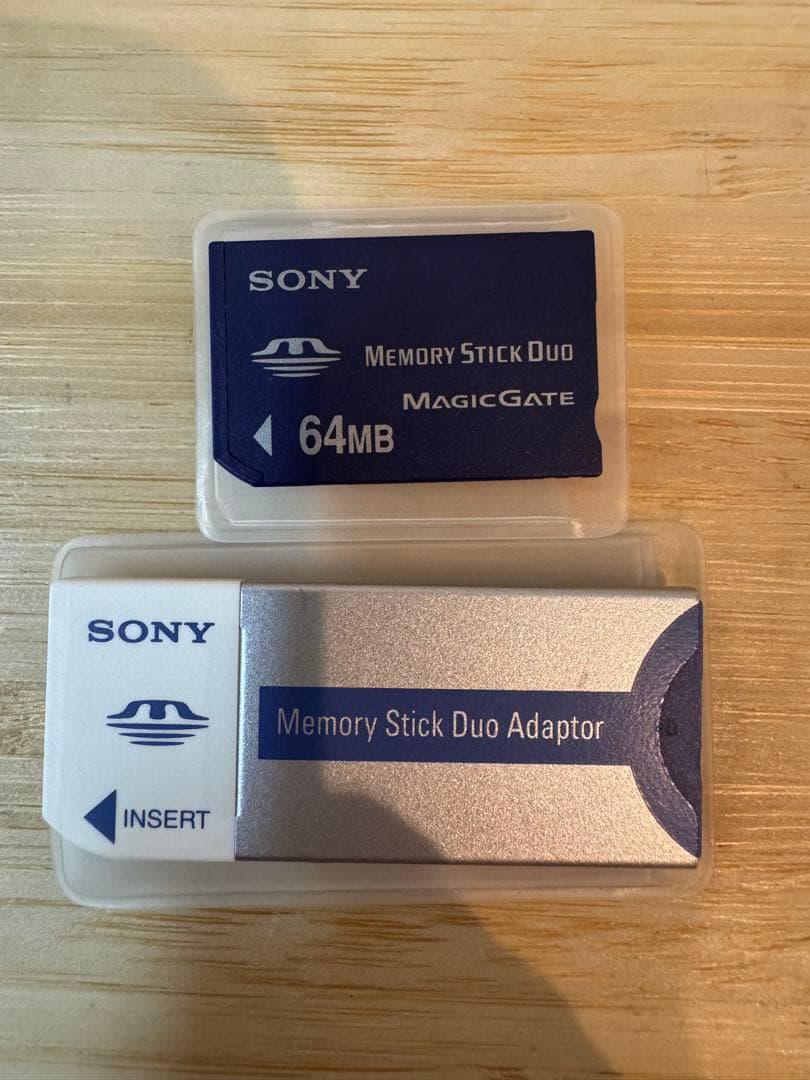 SONY
MEMORY STICK DUO
MAGICGATE
64MB
SONY
Memory Stick Duo Adaptor
INSERT